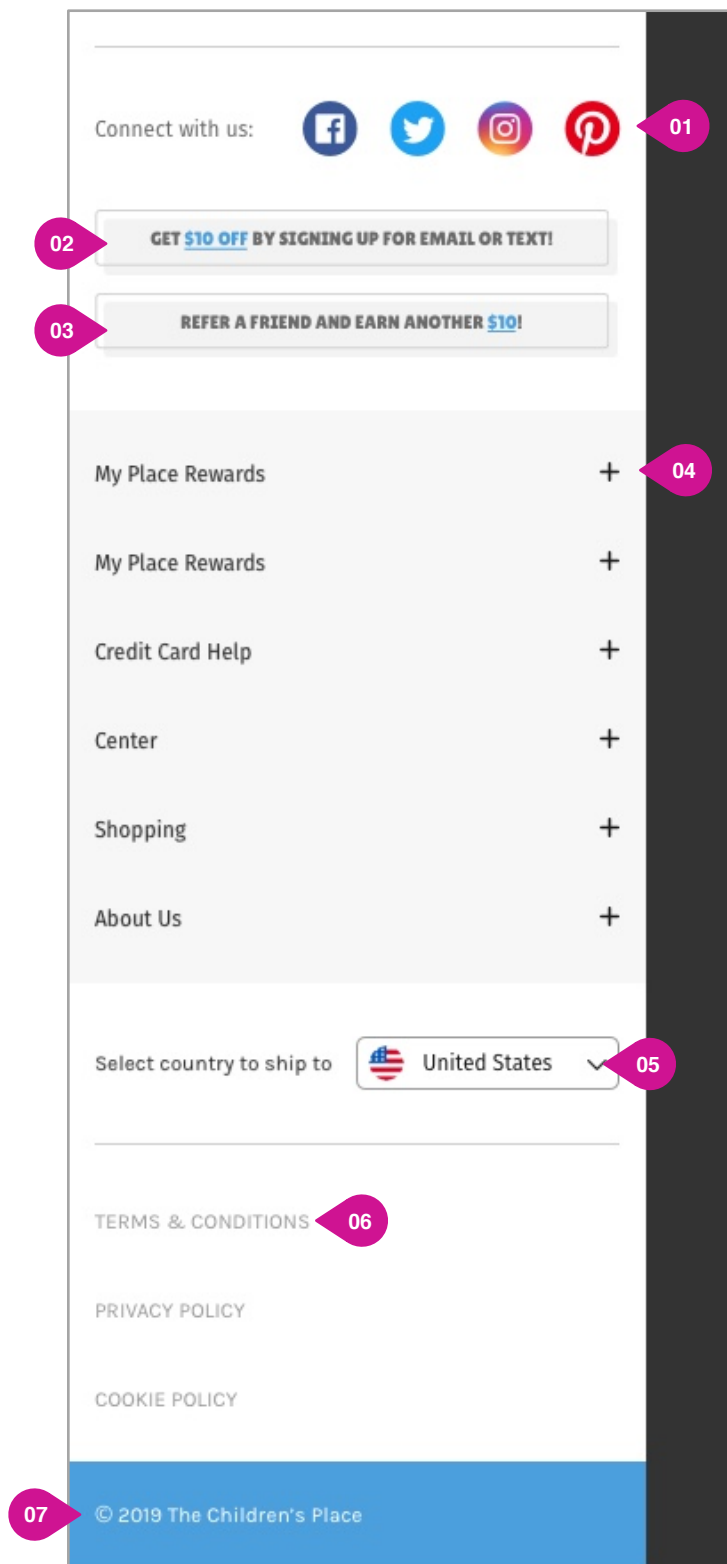 Connect with us:
01
02
GET $10 OFF BY SIGNING UP FOR EMAIL OR TEXT!
03
REFER A FRIEND AND EARN ANOTHER $10!
My Place Rewards + 04
My Place Rewards +
Credit Card Help +
Center +
Shopping +
About Us +
Select country to ship to United States 05
TERMS & CONDITIONS 06
PRIVACY POLICY
COOKIE POLICY
07 © 2019 The Children's Place